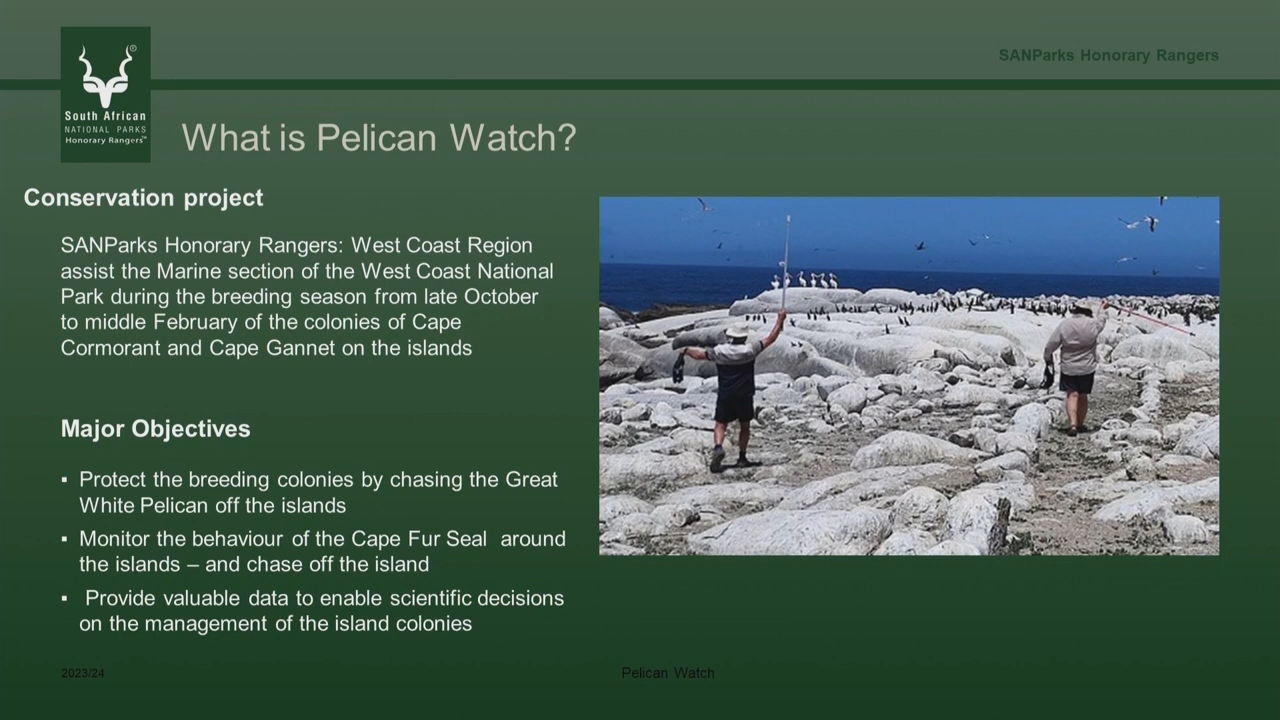 SANParks Honorary Rangers
South African
NATIONAL PARKS
Honorary Rangers™
What is Pelican Watch?
Conservation project
SANParks Honorary Rangers: West Coast Region
assist the Marine section of the West Coast National
Park during the breeding season from late October
to middle February of the colonies of Cape
Cormorant and Cape Gannet on the islands
Major Objectives
▪ Protect the breeding colonies by chasing the Great
White Pelican off the islands
▪ Monitor the behaviour of the Cape Fur Seal around
the islands – and chase off the island
▪ Provide valuable data to enable scientific decisions
on the management of the island colonies
2023/24
Pelican Watch